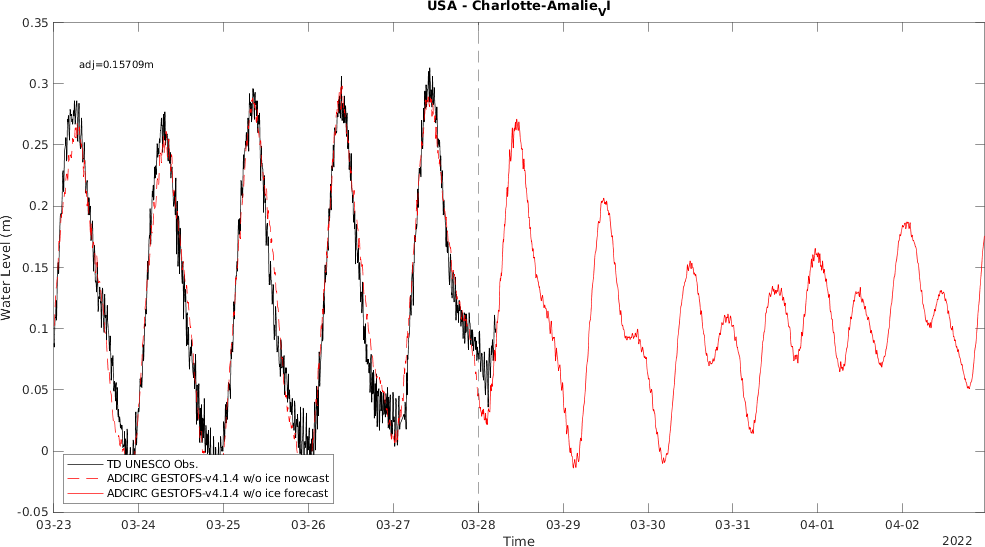 USA - Charlotte-Amalie_VI
0.35
adj=0.15709m
0.3
0.25
0.2
0.15
0.1
0.05
0
-0.05
Water Level (m)
TD UNESCO Obs.
ADCIRC GESTOFS-v4.1.4 w/o ice nowcast
ADCIRC GESTOFS-v4.1.4 w/o ice forecast
03-23 03-24 03-25 03-26 03-27 03-28 03-29 03-30 03-31 04-01 04-02
Time
2022